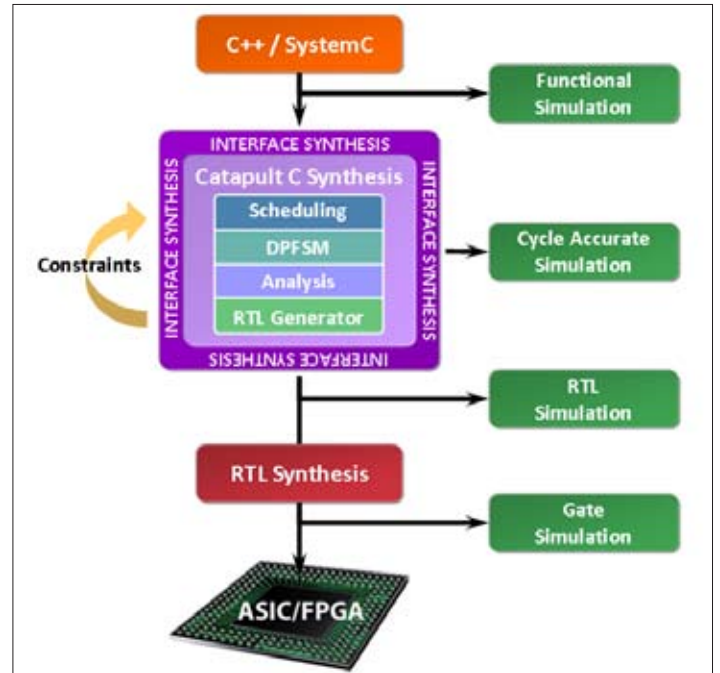 C++ / SystemC
Functional
Simulation
INTERFACE SYNTHESIS
INTERFACE SYNTHESIS
Catapult C Synthesis
INTERFACE SYNTHESIS
Scheduling
DPFSM
Analysis
RTL Generator
Constraints
Cycle Accurate
Simulation
INTERFACE SYNTHESIS
RTL
Simulation
RTL Synthesis
Gate
Simulation
ASIC/FPGA